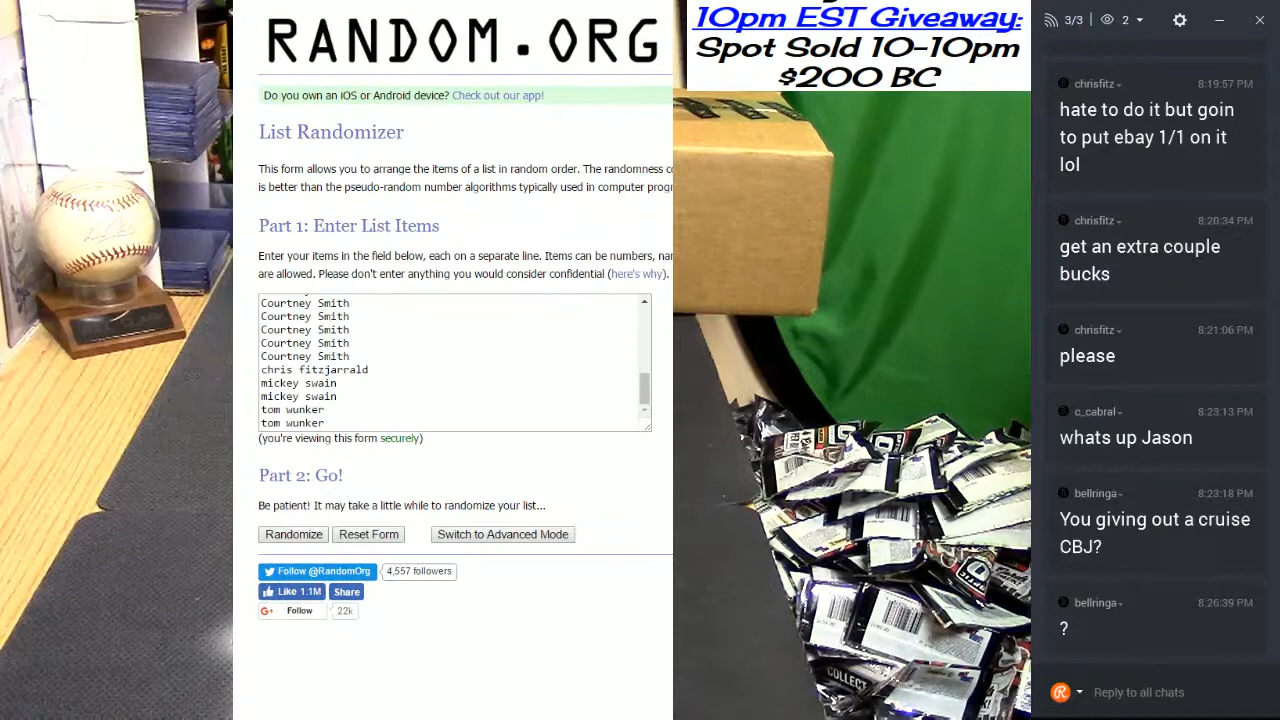 RANDOM.ORG
Do you own an iOS or Android device? Check out our app!
List Randomizer
This form allows you to arrange the items of a list in random order. The randomness
is better than the pseudo-random number algorithms typically used in computer
Part 1: Enter List Items
Enter your items in the field below, each on a separate line. Items can be numbers,
are allowed. Please don't enter anything you would consider confidential (here's why).
Courtney Smith
Courtney Smith
Courtney Smith
Courtney Smith
Courtney Smith
chris fitzjarrald
mickey swain
mickey swain
tom wunker
tom wunker
(you're viewing this form securely)
Part 2: Go!
Be patient! It may take a little while to randomize your list...
Randomize
Reset Form
Switch to Advanced Mode
Follow @RandomOrg
4,557 followers
Like 1.1M
Share
G+ Follow
22k
10pm EST Giveaway:
Spot Sold 10-10pm
$200 BC
COLLECT
3/3
2
chrisfitz
8:19:57 PM
hate to do it but goin
to put ebay 1/1 on it
lol
chrisfitz
8:20:34 PM
get an extra couple
bucks
chrisfitz
8:21:06 PM
please
c_cabral
8:23:13 PM
whats up Jason
bellringa
8:23:18 PM
You giving out a cruise
CBJ?
bellringa
8:26:39 PM
?
Reply to all chats